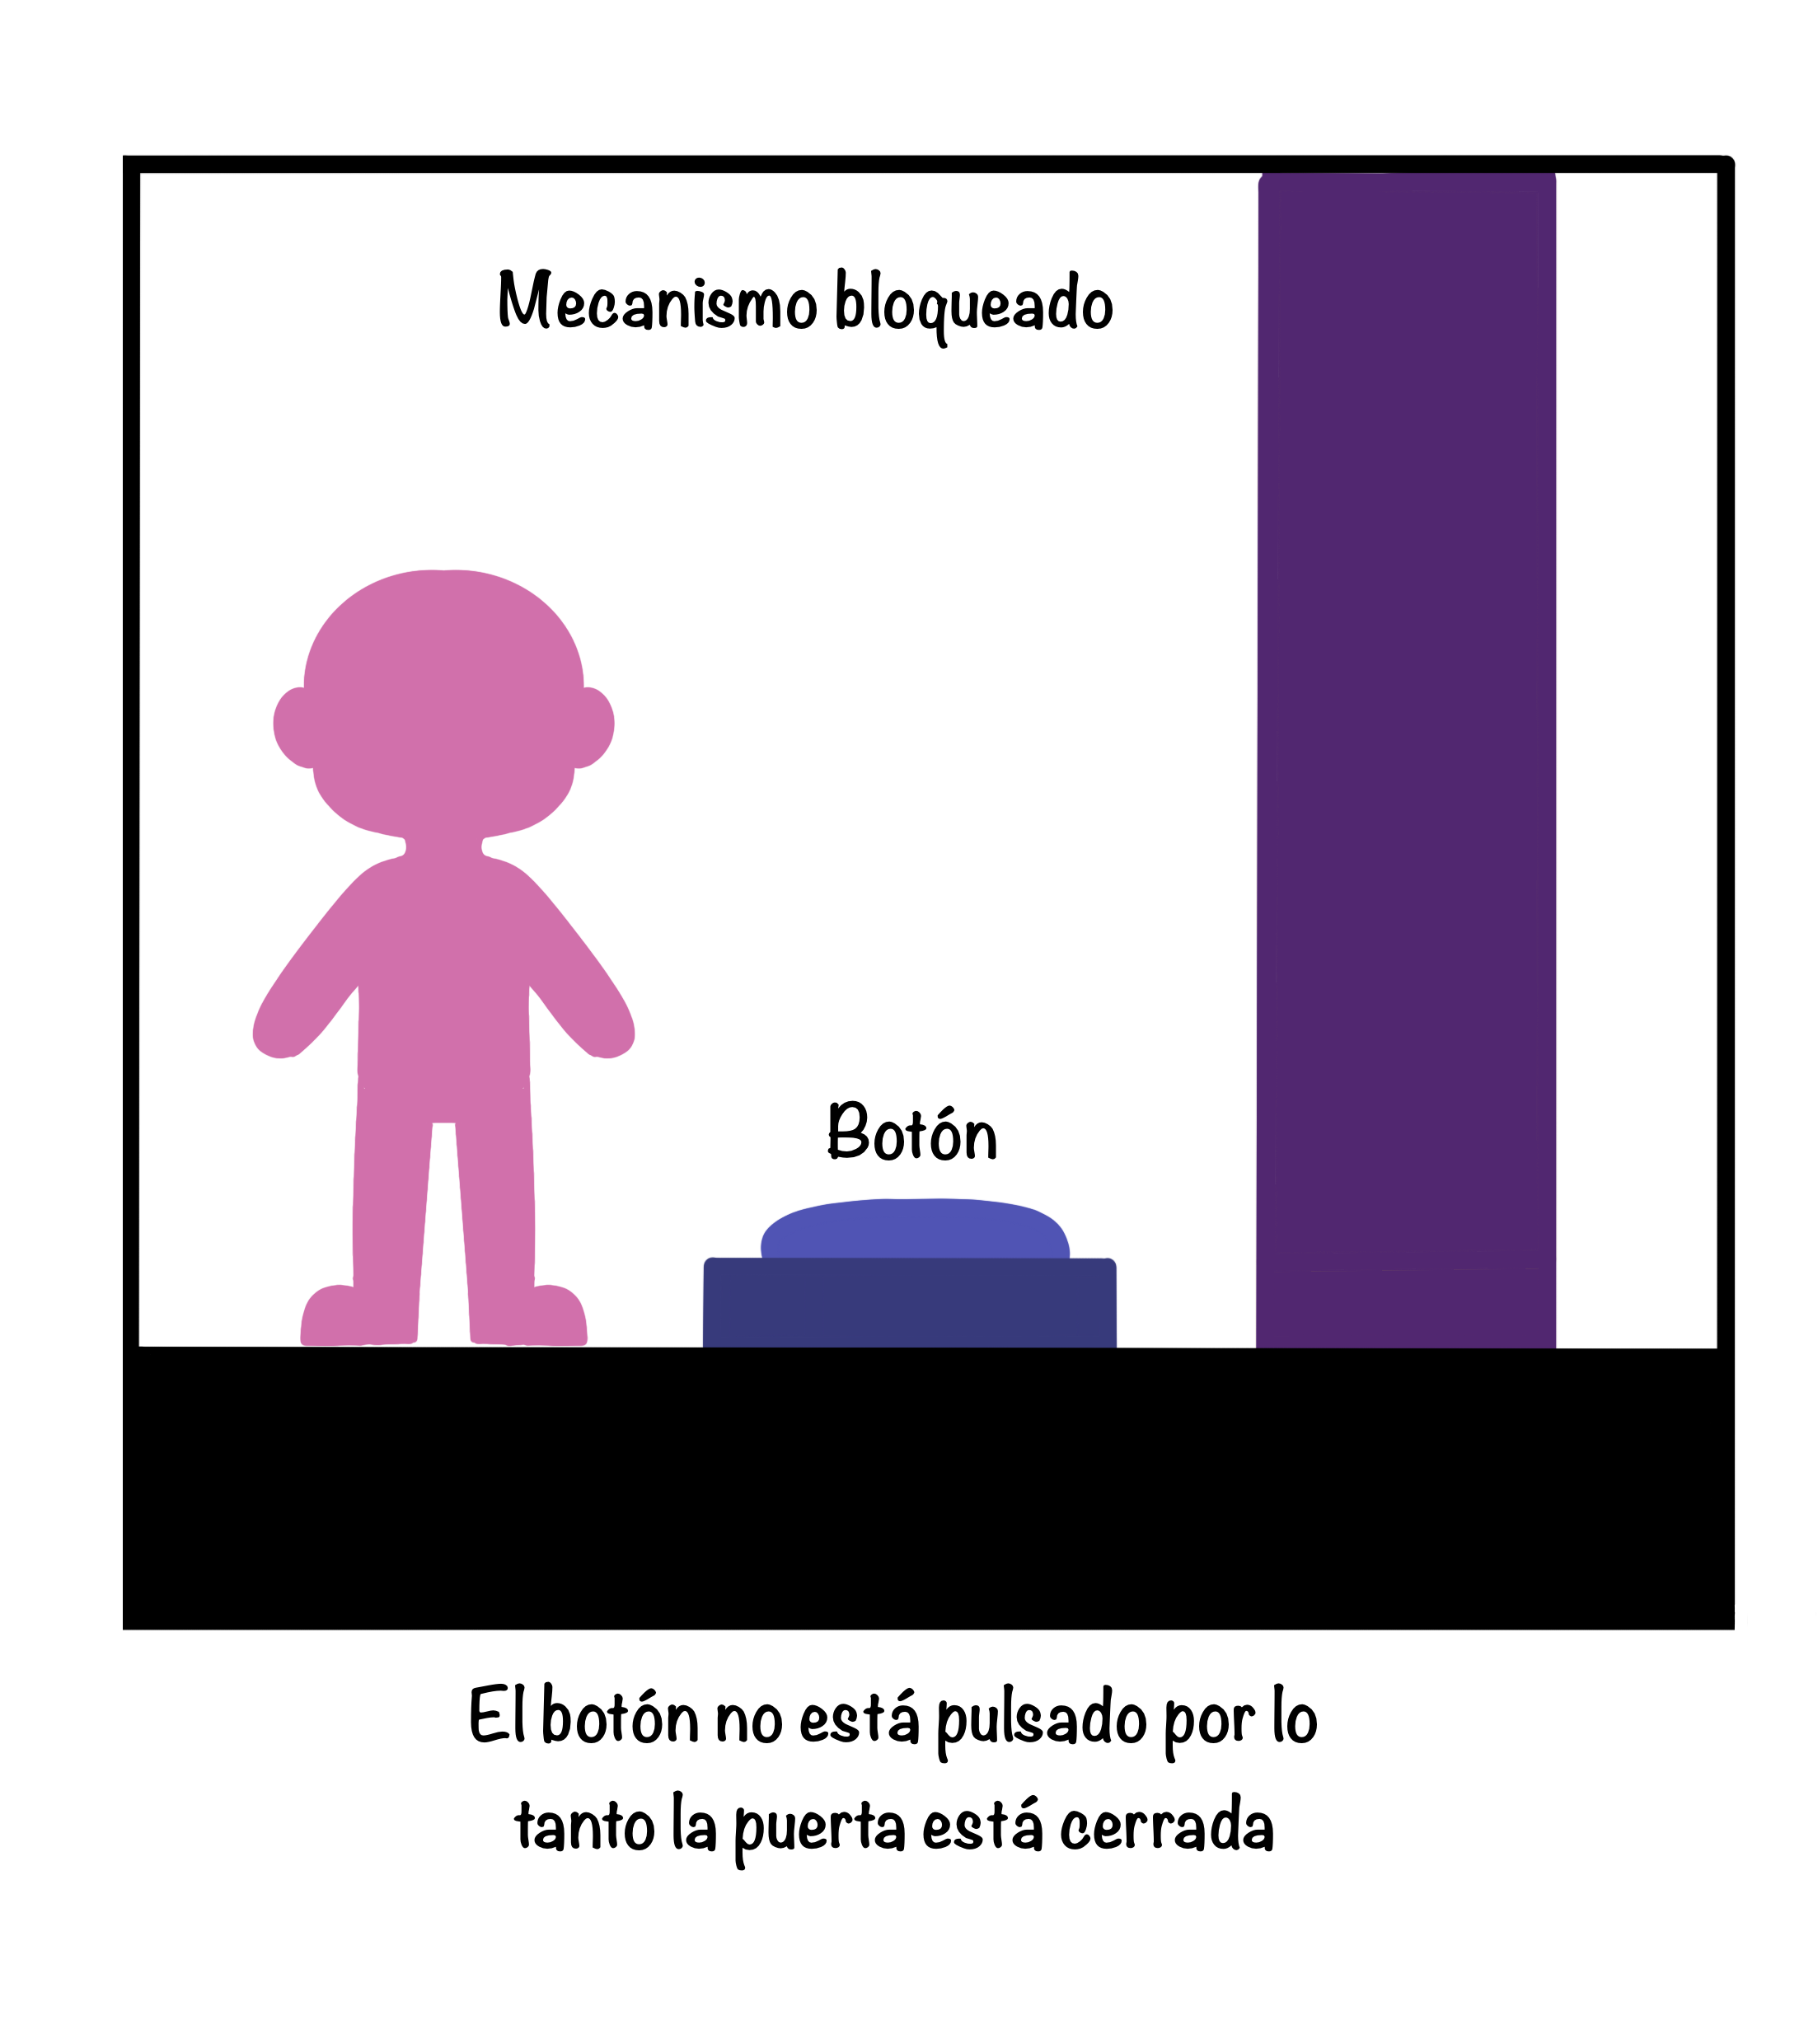 Mecanismo bloqueado
Botón
El botón no está pulsado por lo
tanto la puerta está cerrada